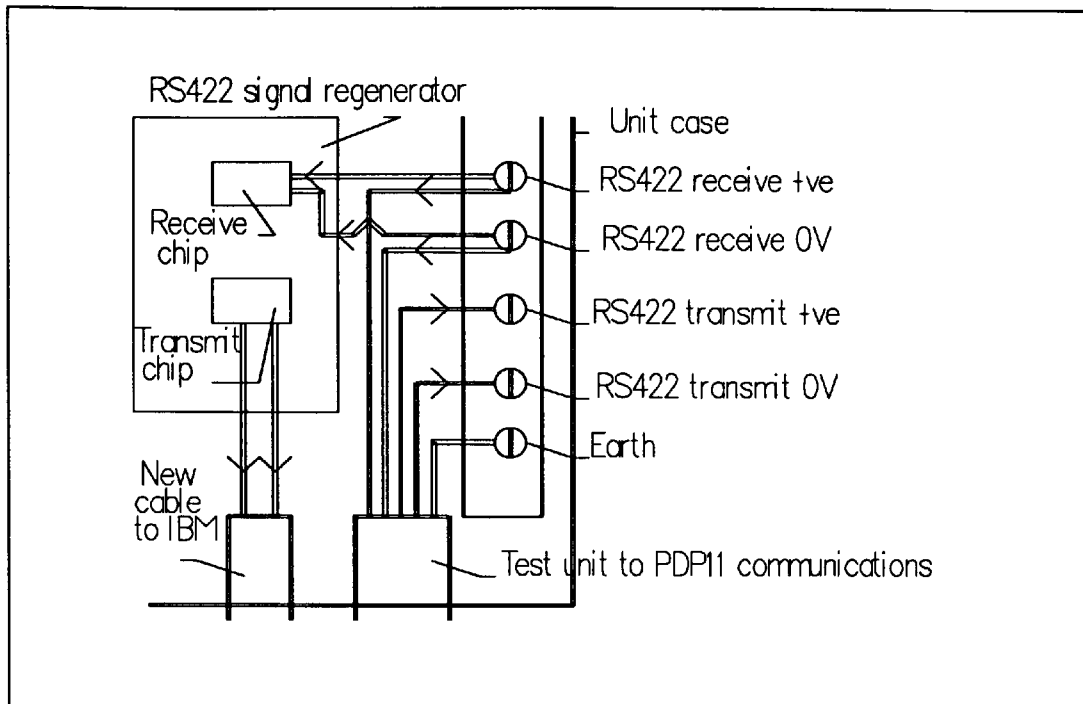 RS422 signal regenerator
Unit case
RS422 receive +ve
Receive
chip
RS422 receive 0V
RS422 transmit +ve
Transmit
chip
RS422 transmit 0V
Earth
New
cable
to IBM
Test unit to PDP11 communications